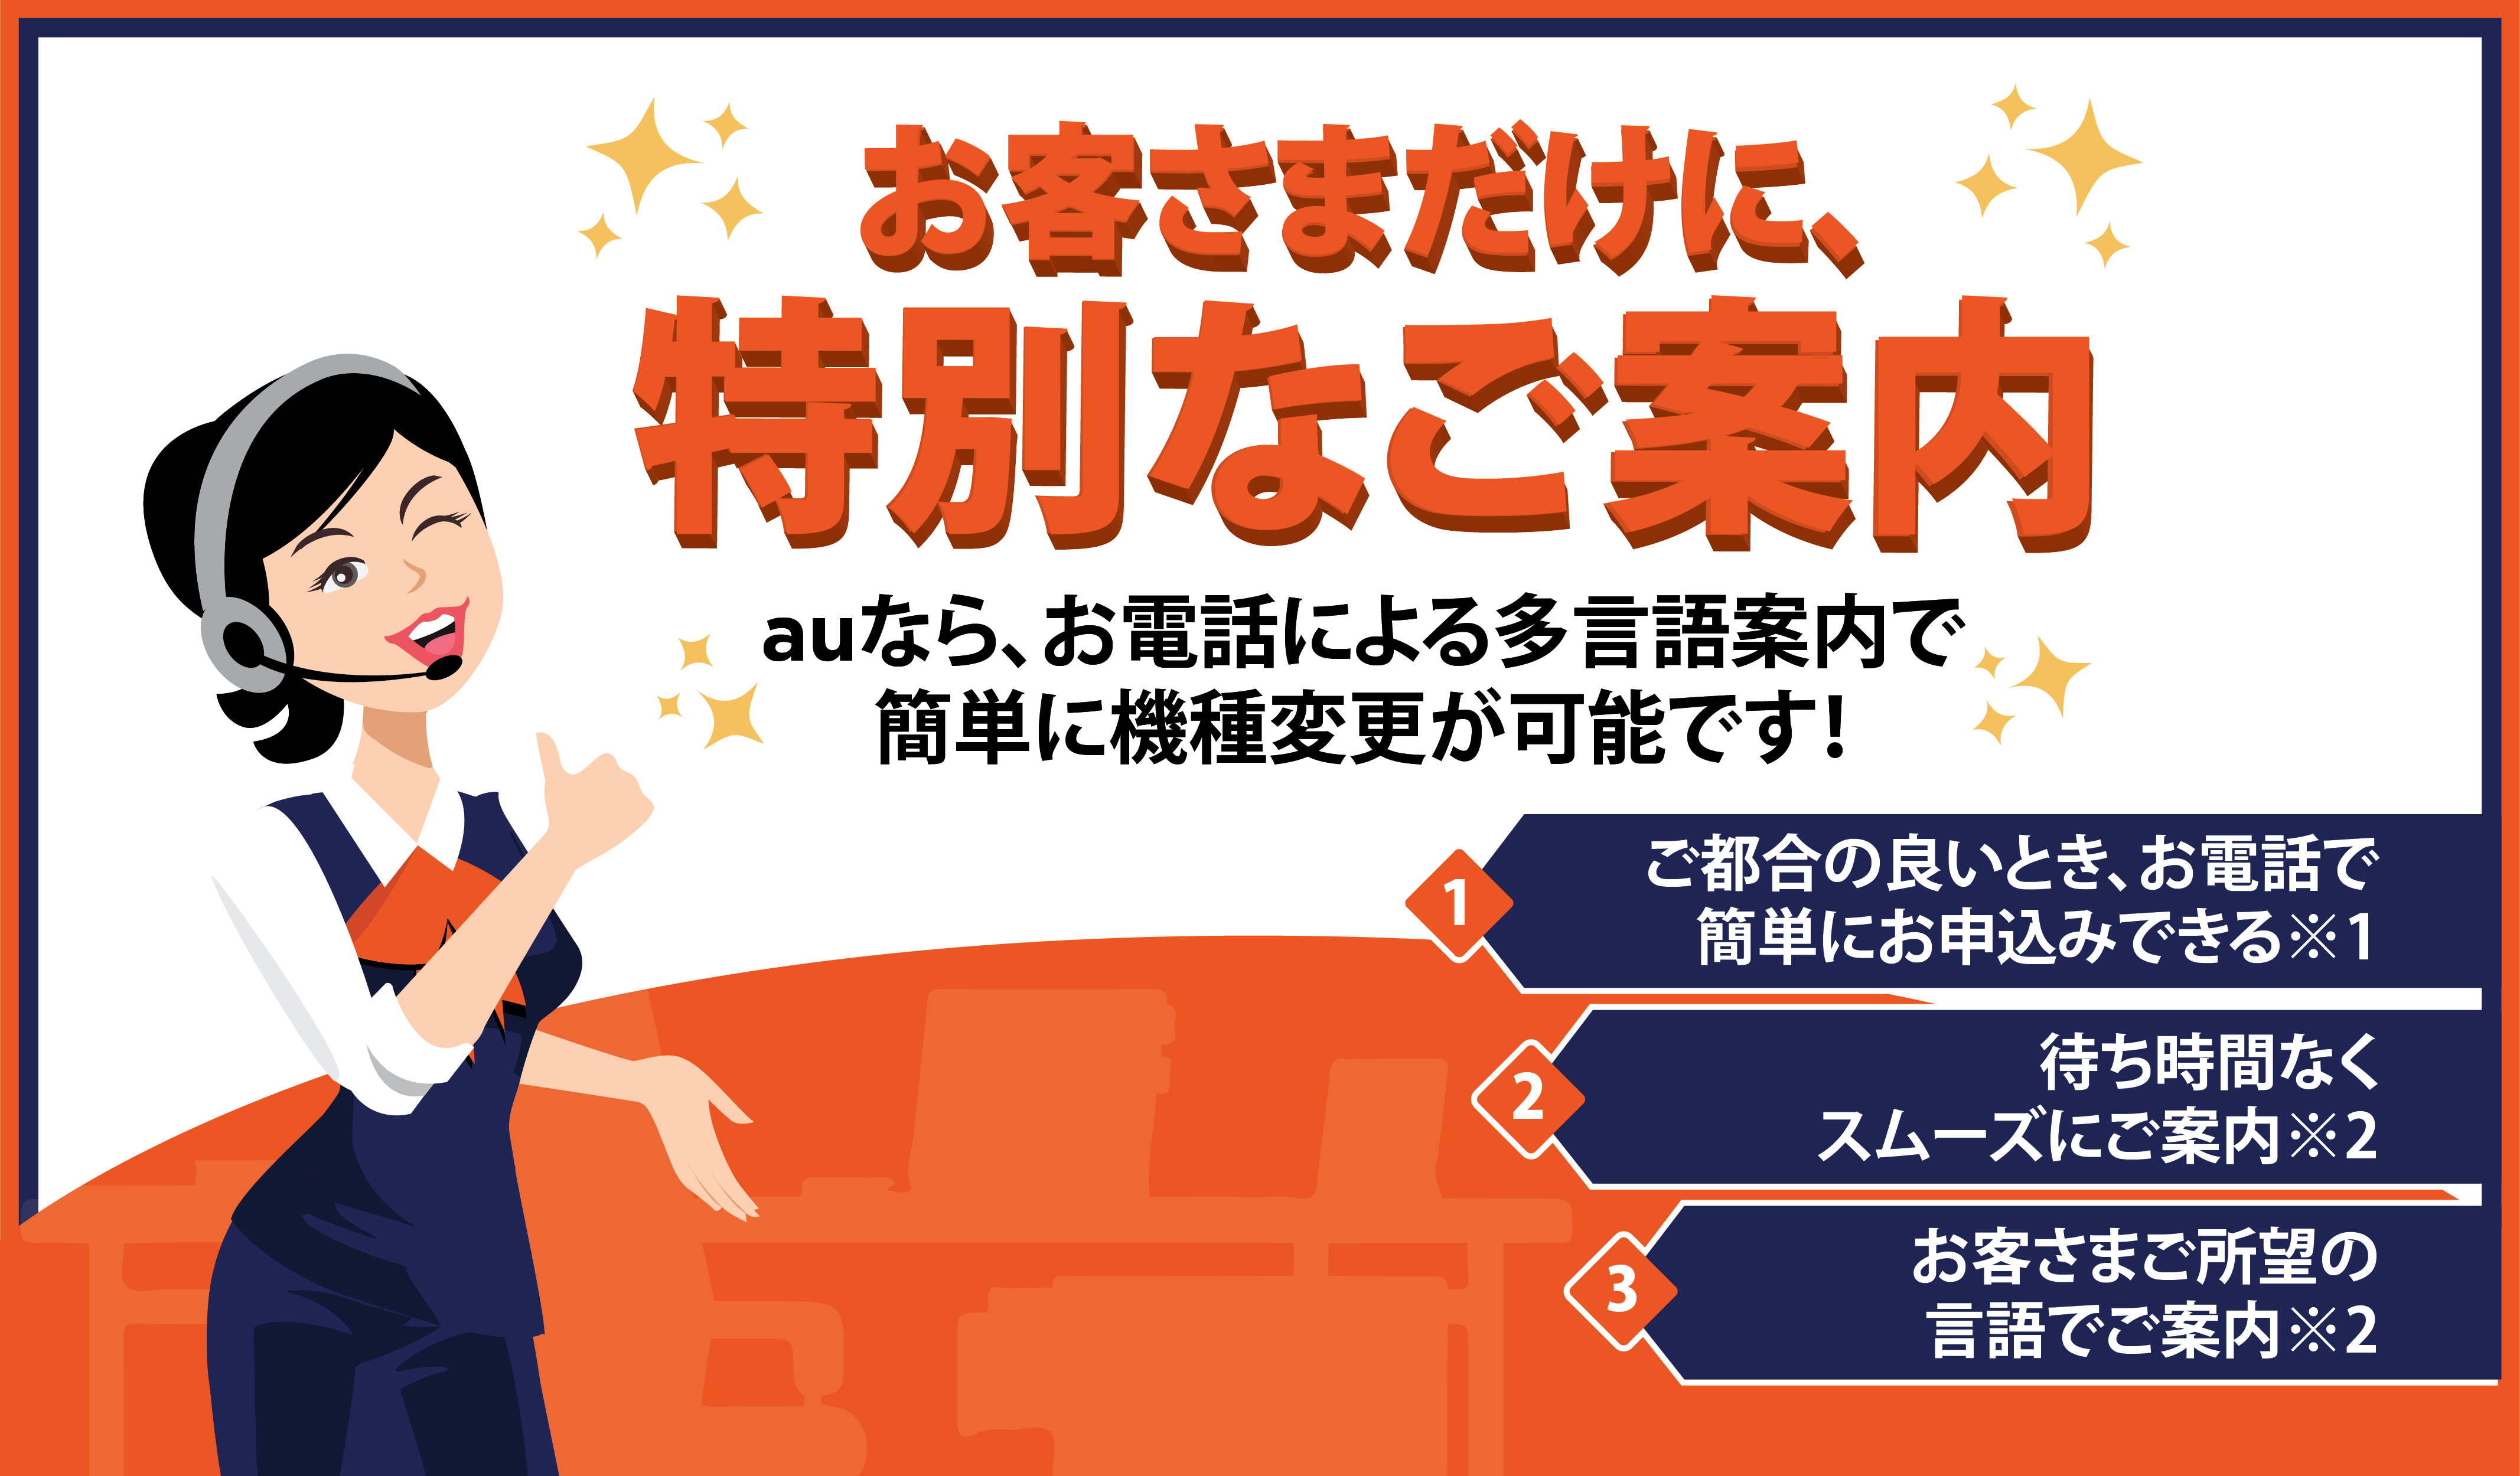 お客さまだけに、
特別なご案内
auなら、お電話による多言語案内で
簡単に機種変更が可能です！
1
ご都合の良いとき、お電話で
簡単にお申込みできる※1
2
待ち時間なく
スムーズにご案内※2
3
お客さまご所望の
言語でご案内※2